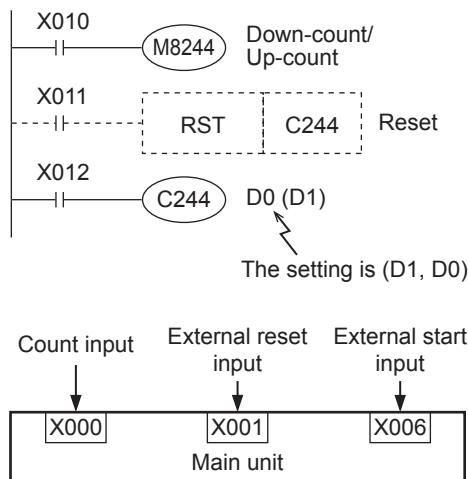 X010
M8244
Down-count/
Up-count
X011
RST
C244
Reset
X012
C244
D0 (D1)
The setting is (D1, D0)
Count input
External reset
input
External start
input
X000
X001
X006
Main unit